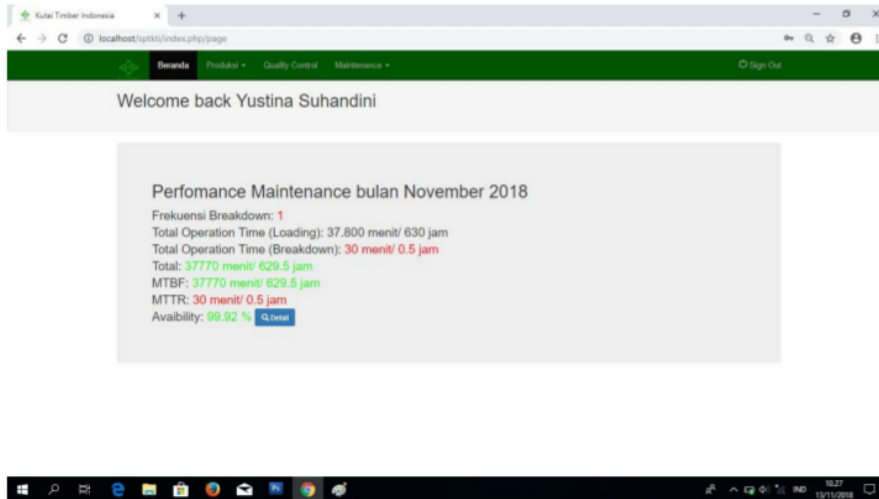 Kutai Timber Indonesia
localhost/xptkti/index.php/page
Beranda Produksi Quality Control Maintenance Sign Out
Welcome back Yustina Suhandini
Perfomance Maintenance bulan November 2018
Frekuensi Breakdown: 1
Total Operation Time (Loading): 37.800 menit/ 630 jam
Total Operation Time (Breakdown): 30 menit/ 0.5 jam
Total: 37770 menit/ 629.5 jam
MTBF: 37770 menit/ 629.5 jam
MTTR: 30 menit/ 0.5 jam
Avaibility: 99.92 % Detail
IND 10.27
13/11/2018